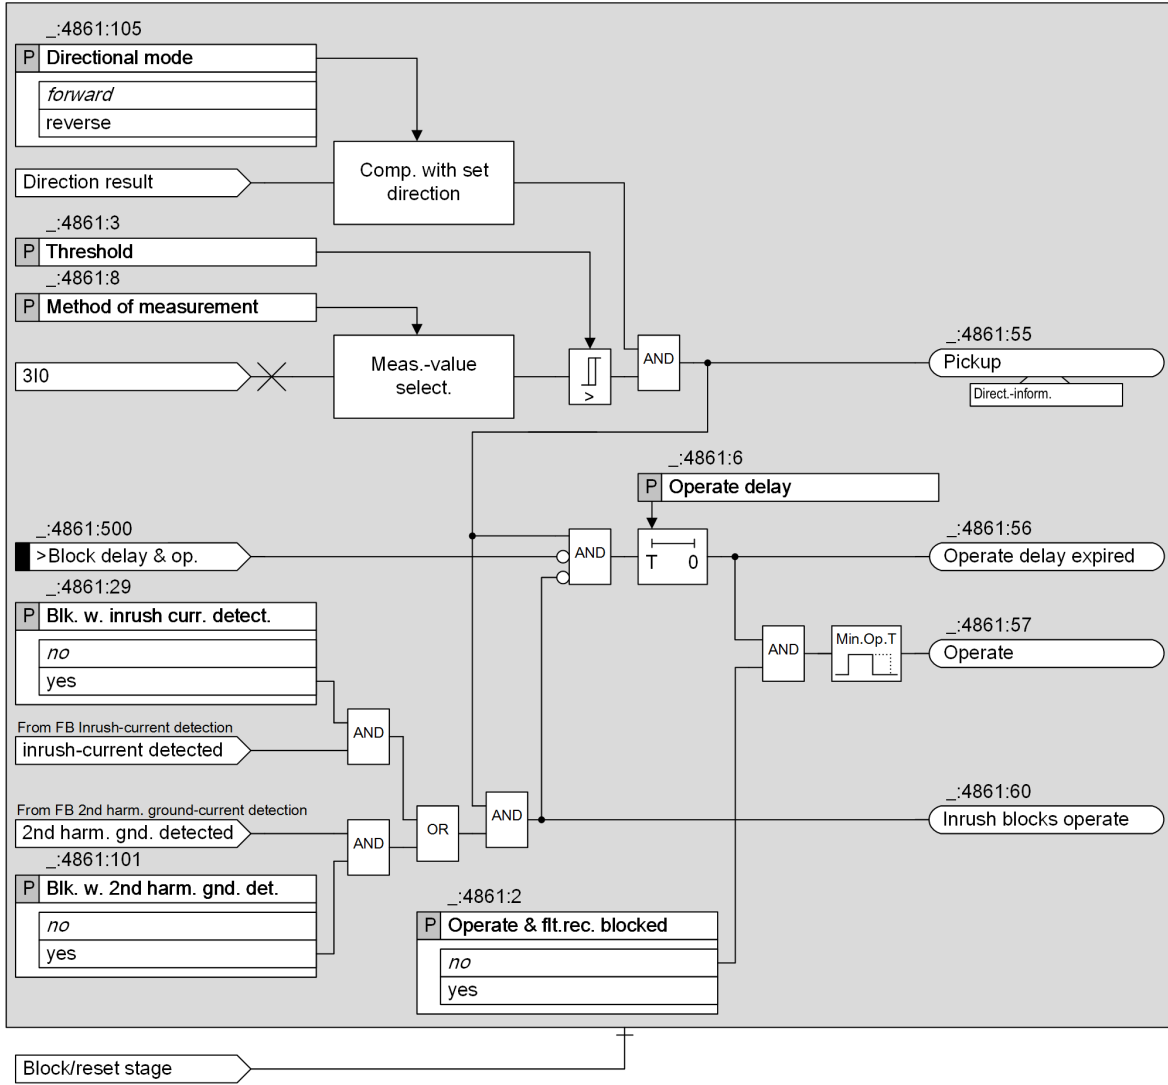 _:4861:105
P Directional mode
forward
reverse
Direction result
Comp. with set
direction
_:4861:3
P Threshold
_:4861:8
P Method of measurement
3I0
Meas.-value
select.
>
AND
_:4861:55
Pickup
Direct.-inform.
_:4861:6
P Operate delay
_:4861:500
>Block delay & op.
AND
T 0
_:4861:56
Operate delay expired
_:4861:29
P Blk. w. inrush curr. detect.
no
yes
AND
Min.Op.T
_:4861:57
Operate
From FB Inrush-current detection
inrush-current detected
AND
From FB 2nd harm. ground-current detection
2nd harm. gnd. detected
AND
OR
AND
_:4861:60
Inrush blocks operate
_:4861:101
P Blk. w. 2nd harm. gnd. det.
no
yes
_:4861:2
P Operate & flt.rec. blocked
no
yes
Block/reset stage